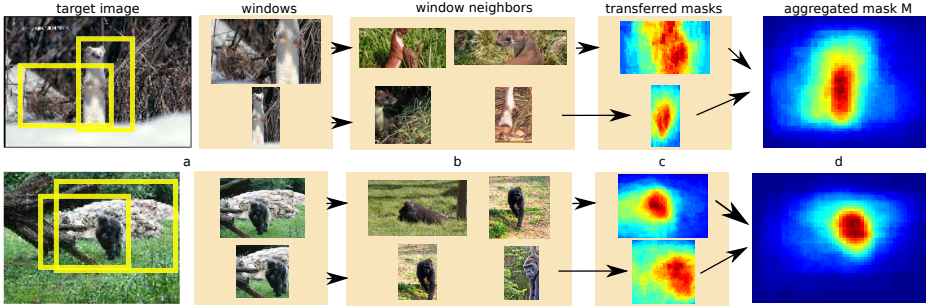 target image
windows
window neighbors
transferred masks
aggregated mask M
a
b
c
d